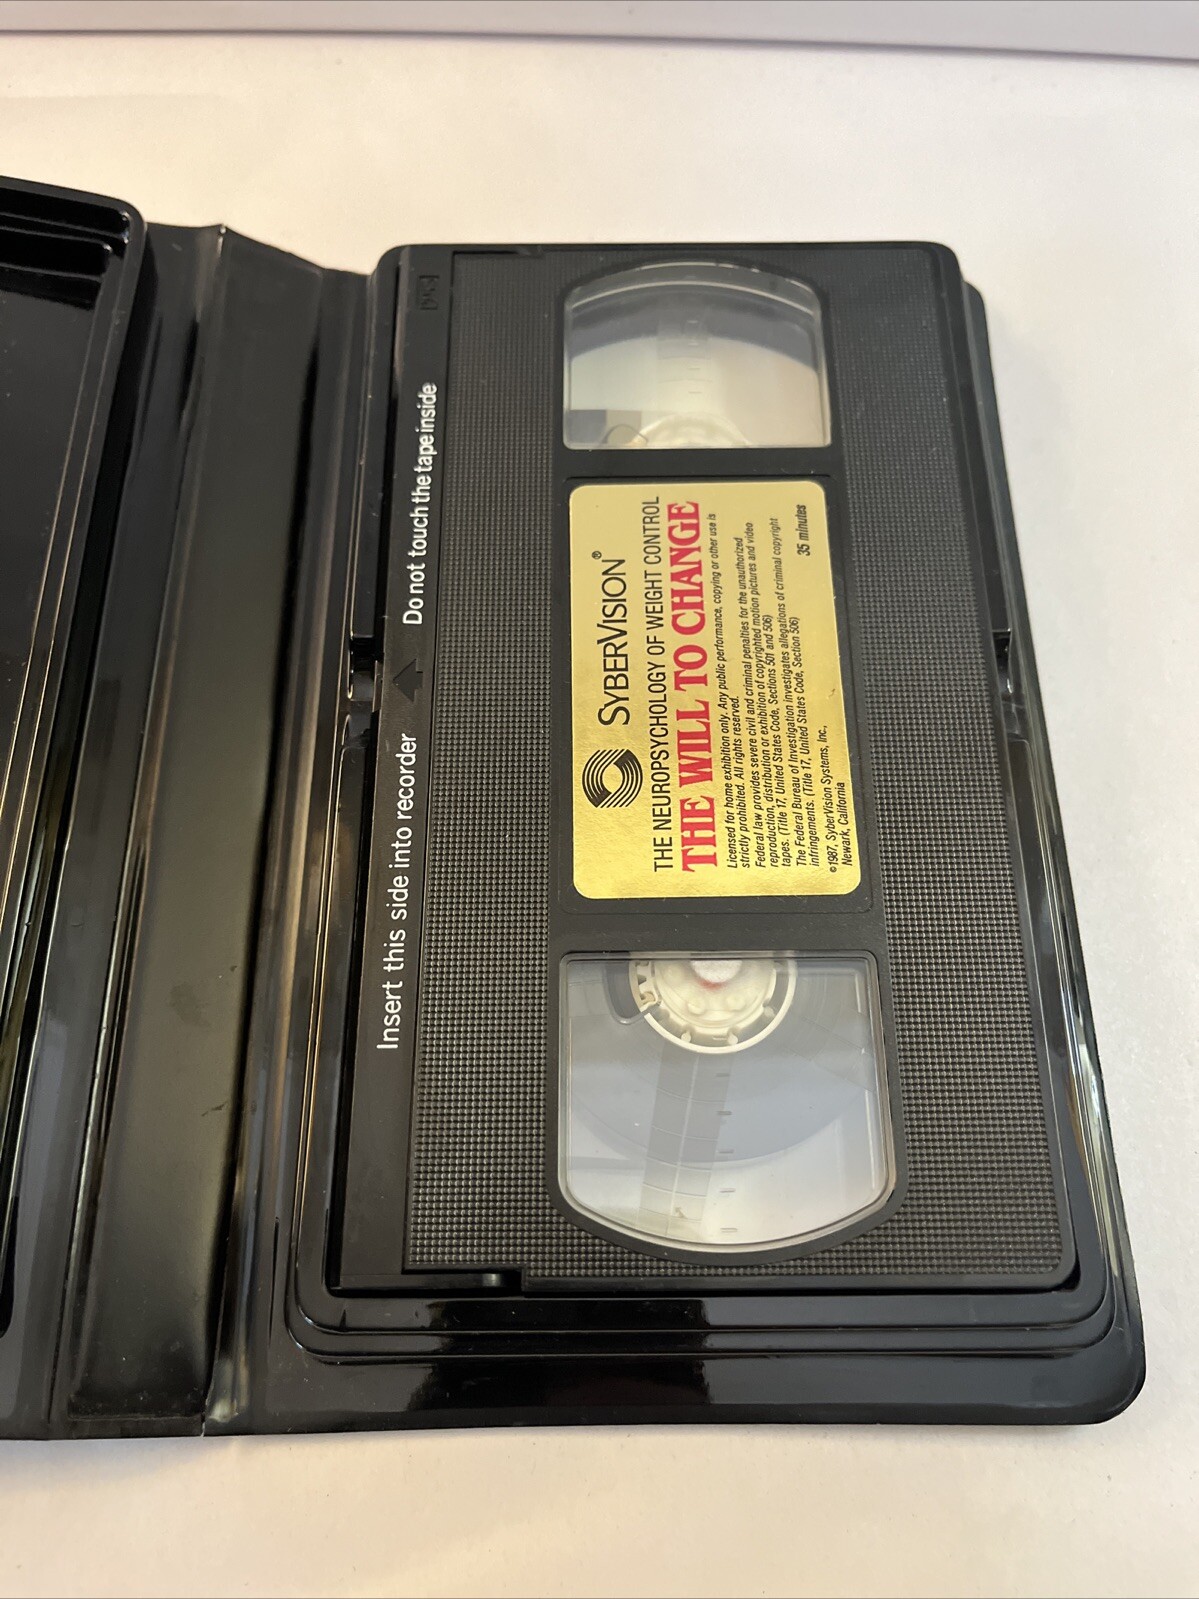 VHS
Insert this side into recorder
Do not touch the tape inside
SYBERVISION®
THE NEUROPSYCHOLOGY OF WEIGHT CONTROL
THE WILL TO CHANGE
Licensed for home exhibition only. Any public performance, copying or other use is
strictly prohibited. All rights reserved.
Federal law provides severe civil and criminal penalties for the unauthorized
reproduction, distribution or exhibition of copyrighted motion pictures and video
tapes. (Title 17, United States Code, Sections 501 and 506)
The Federal Bureau of Investigation investigates allegations of criminal copyright
infringements. (Title 17, United States Code, Section 506)
©1987, SyberVision Systems, Inc.,
Newark, California
35 minutes